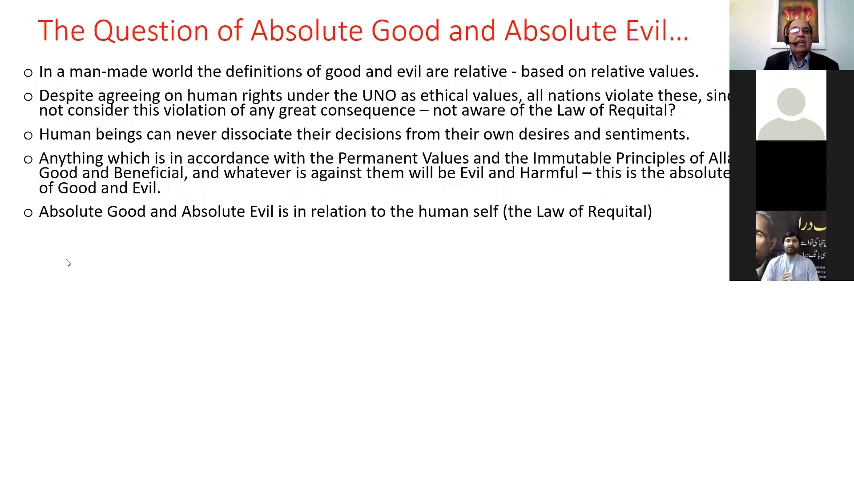 The Question of Absolute Good and Absolute Evil...
o In a man-made world the definitions of good and evil are relative - based on relative values.
o Despite agreeing on human rights under the UNO as ethical values, all nations violate these,
not consider this violation of any great consequence – not aware of the Law of Requital?
o Human beings can never dissociate their decisions from their own desires and sentiments.
o Anything which is in accordance with the Permanent Values and the Immutable Principles of
Good and Beneficial, and whatever is against them will be Evil and Harmful – this is the absolute
of Good and Evil.
o Absolute Good and Absolute Evil is in relation to the human self (the Law of Requital)